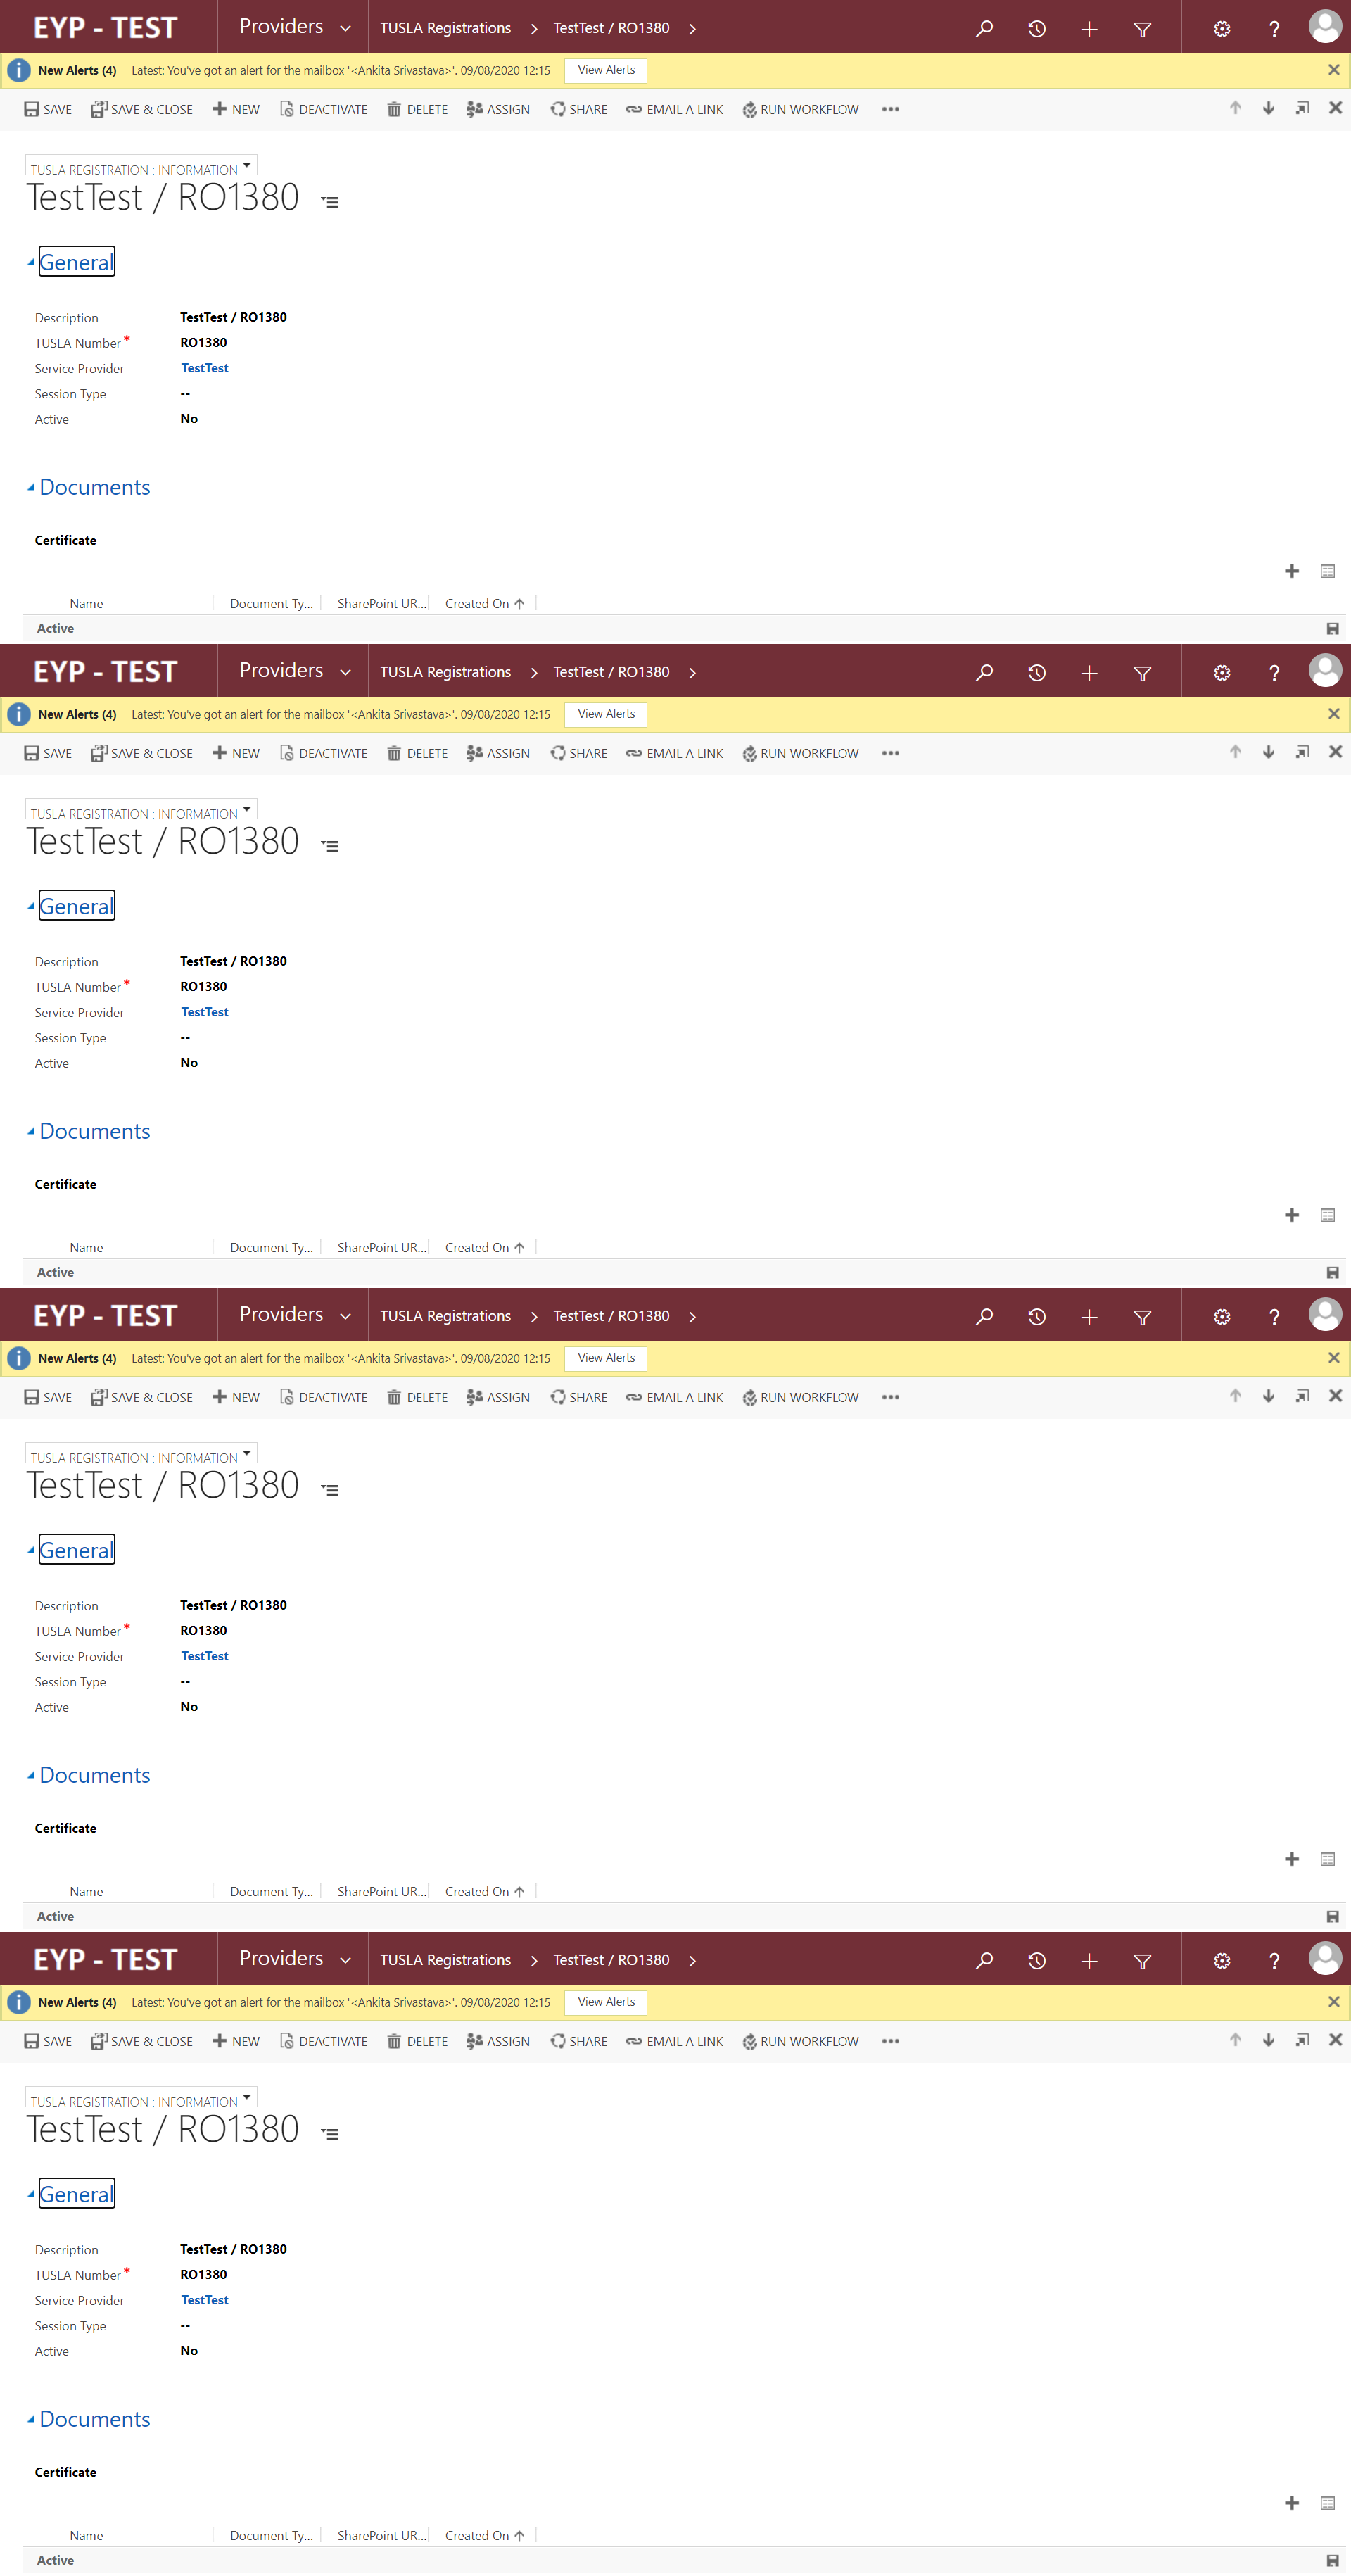 EYP - TEST Providers TUSLA Registrations TestTest / RO1380
New Alerts (4) Latest: You've got an alert for the mailbox '<Ankita Srivastava>'. 09/08/2020 12:15 View Alerts
SAVE SAVE & CLOSE NEW DEACTIVATE DELETE ASSIGN SHARE EMAIL A LINK RUN WORKFLOW
TUSLA REGISTRATION : INFORMATION
TestTest / RO1380
General
Description TestTest / RO1380
TUSLA Number* RO1380
Service Provider TestTest
Session Type --
Active No
Documents
Certificate
Name Document Ty... SharePoint UR... Created On
Active
EYP - TEST Providers TUSLA Registrations TestTest / RO1380
New Alerts (4) Latest: You've got an alert for the mailbox '<Ankita Srivastava>'. 09/08/2020 12:15 View Alerts
SAVE SAVE & CLOSE NEW DEACTIVATE DELETE ASSIGN SHARE EMAIL A LINK RUN WORKFLOW
TUSLA REGISTRATION : INFORMATION
TestTest / RO1380
General
Description TestTest / RO1380
TUSLA Number* RO1380
Service Provider TestTest
Session Type --
Active No
Documents
Certificate
Name Document Ty... SharePoint UR... Created On
Active
EYP - TEST Providers TUSLA Registrations TestTest / RO1380
New Alerts (4) Latest: You've got an alert for the mailbox '<Ankita Srivastava>'. 09/08/2020 12:15 View Alerts
SAVE SAVE & CLOSE NEW DEACTIVATE DELETE ASSIGN SHARE EMAIL A LINK RUN WORKFLOW
TUSLA REGISTRATION : INFORMATION
TestTest / RO1380
General
Description TestTest / RO1380
TUSLA Number* RO1380
Service Provider TestTest
Session Type --
Active No
Documents
Certificate
Name Document Ty... SharePoint UR... Created On
Active
EYP - TEST Providers TUSLA Registrations TestTest / RO1380
New Alerts (4) Latest: You've got an alert for the mailbox '<Ankita Srivastava>'. 09/08/2020 12:15 View Alerts
SAVE SAVE & CLOSE NEW DEACTIVATE DELETE ASSIGN SHARE EMAIL A LINK RUN WORKFLOW
TUSLA REGISTRATION : INFORMATION
TestTest / RO1380
General
Description TestTest / RO1380
TUSLA Number* RO1380
Service Provider TestTest
Session Type --
Active No
Documents
Certificate
Name Document Ty... SharePoint UR... Created On
Active